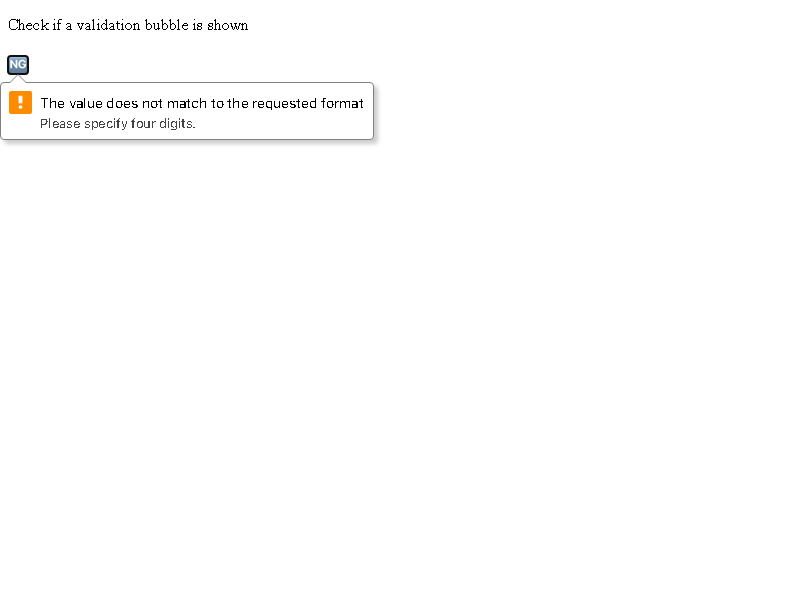 Check if a validation bubble is shown
NG
The value does not match to the requested format
Please specify four digits.